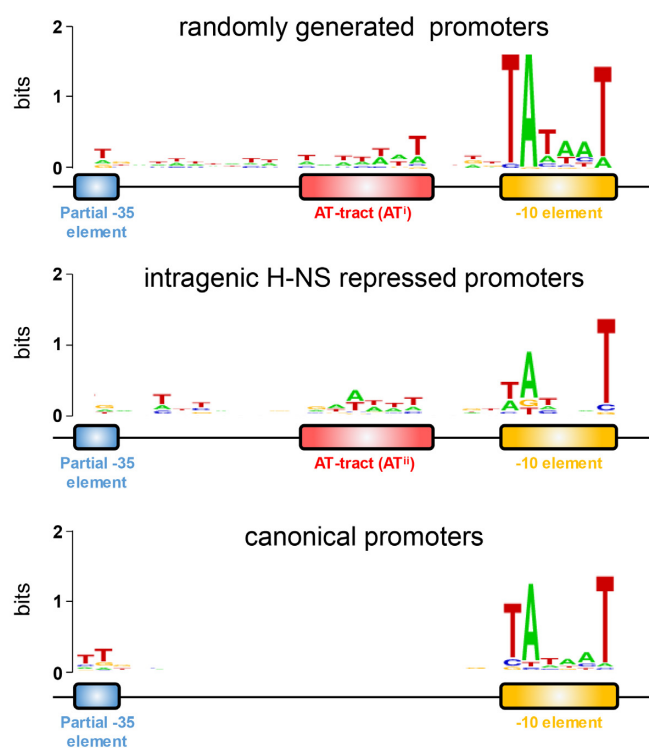 randomly generated promoters
2
bits
1
0
TATAAT
Partial -35
element
AT-tract (ATⁱ)
-10 element
intragenic H-NS repressed promoters
2
bits
1
0
Partial -35
element
AT-tract (ATⁱⁱ)
-10 element
canonical promoters
2
bits
1
0
Partial -35
element
-10 element